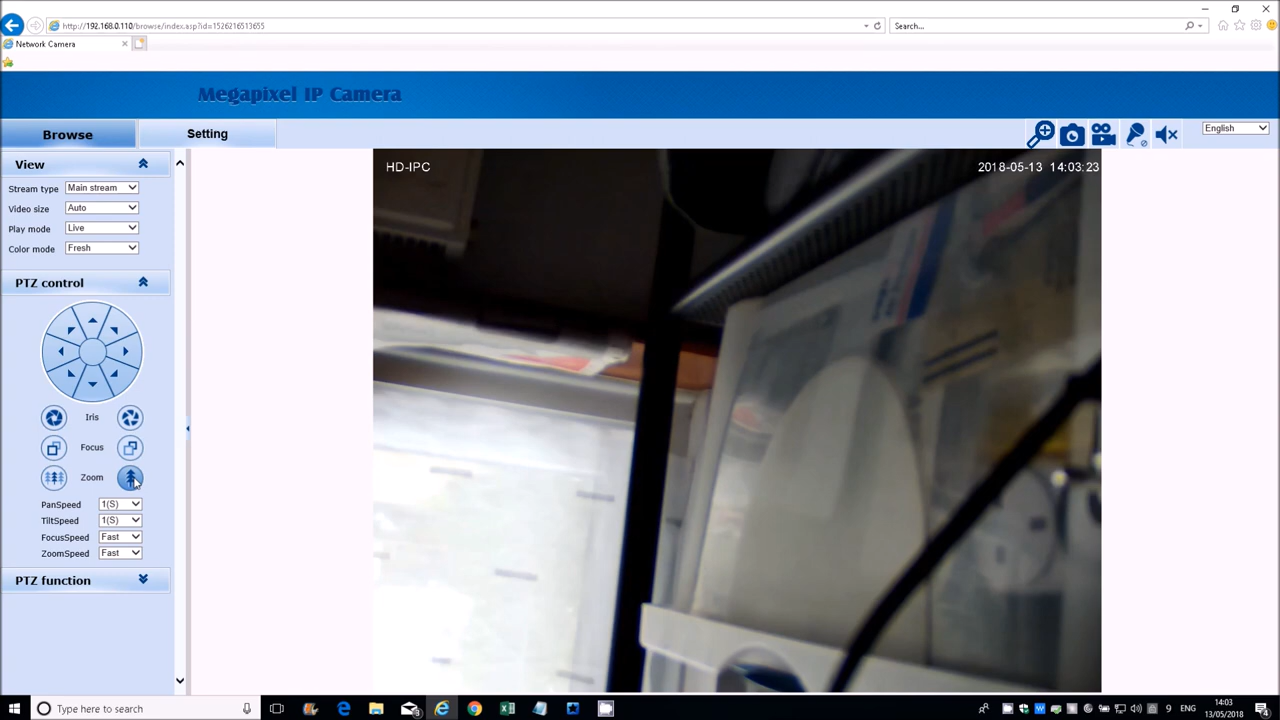 http://192.168.0.110/browse/index.asp?id=1526216513655
Search...
Network Camera
Megapixel IP Camera
Browse
Setting
English
View
Stream type
Main stream
Video size
Auto
Play mode
Live
Color mode
Fresh
PTZ control
Iris
Focus
Zoom
PanSpeed
1(S)
TiltSpeed
1(S)
FocusSpeed
Fast
ZoomSpeed
Fast
PTZ function
HD-IPC
2018-05-13 14:03:23
Type here to search
3
9
ENG
14:03
13/05/2018
4